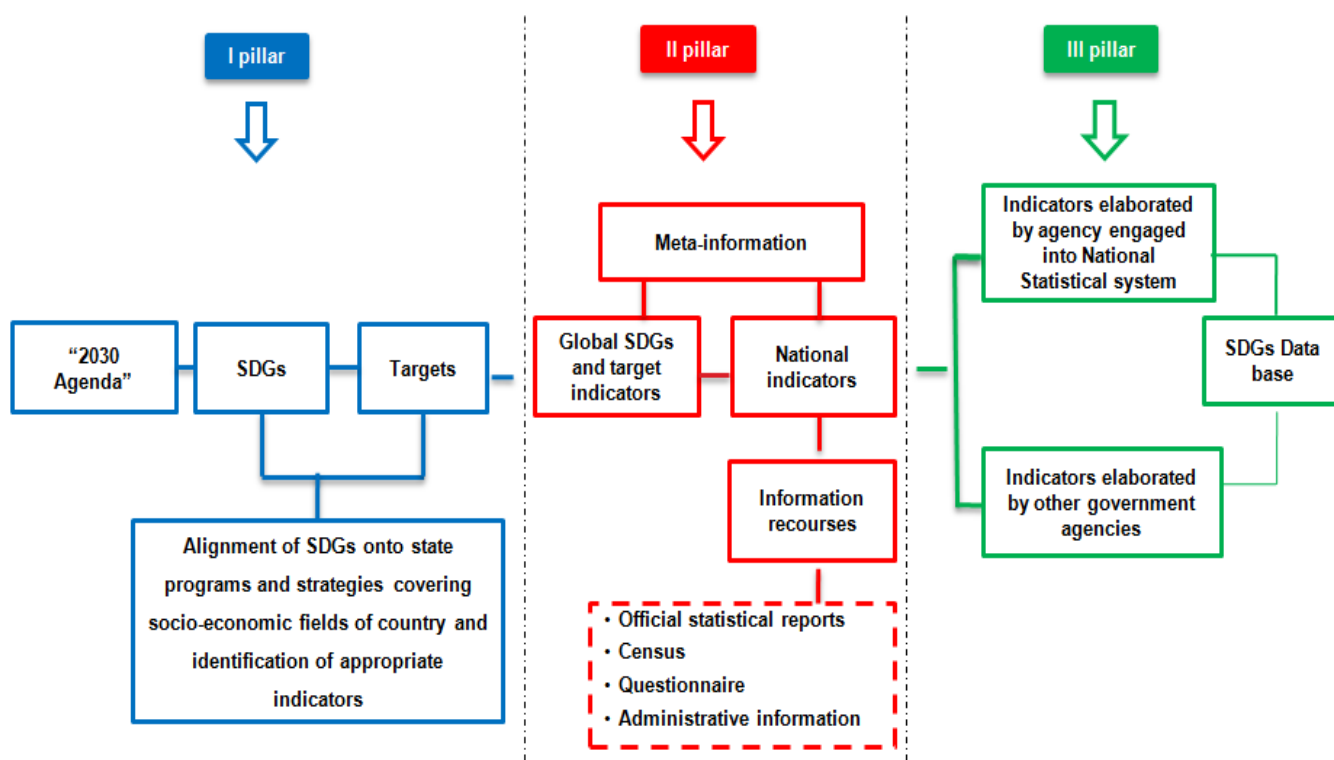 I pillar
“2030
Agenda”
SDGs
Targets
Alignment of SDGs onto state
programs and strategies covering
socio-economic fields of country and
identification of appropriate
indicators
II pillar
Meta-information
Global SDGs
and target
indicators
National
indicators
Information
recourses
• Official statistical reports
• Census
• Questionnaire
• Administrative information
III pillar
Indicators elaborated
by agency engaged
into National
Statistical system
SDGs Data
base
Indicators elaborated
by other government
agencies